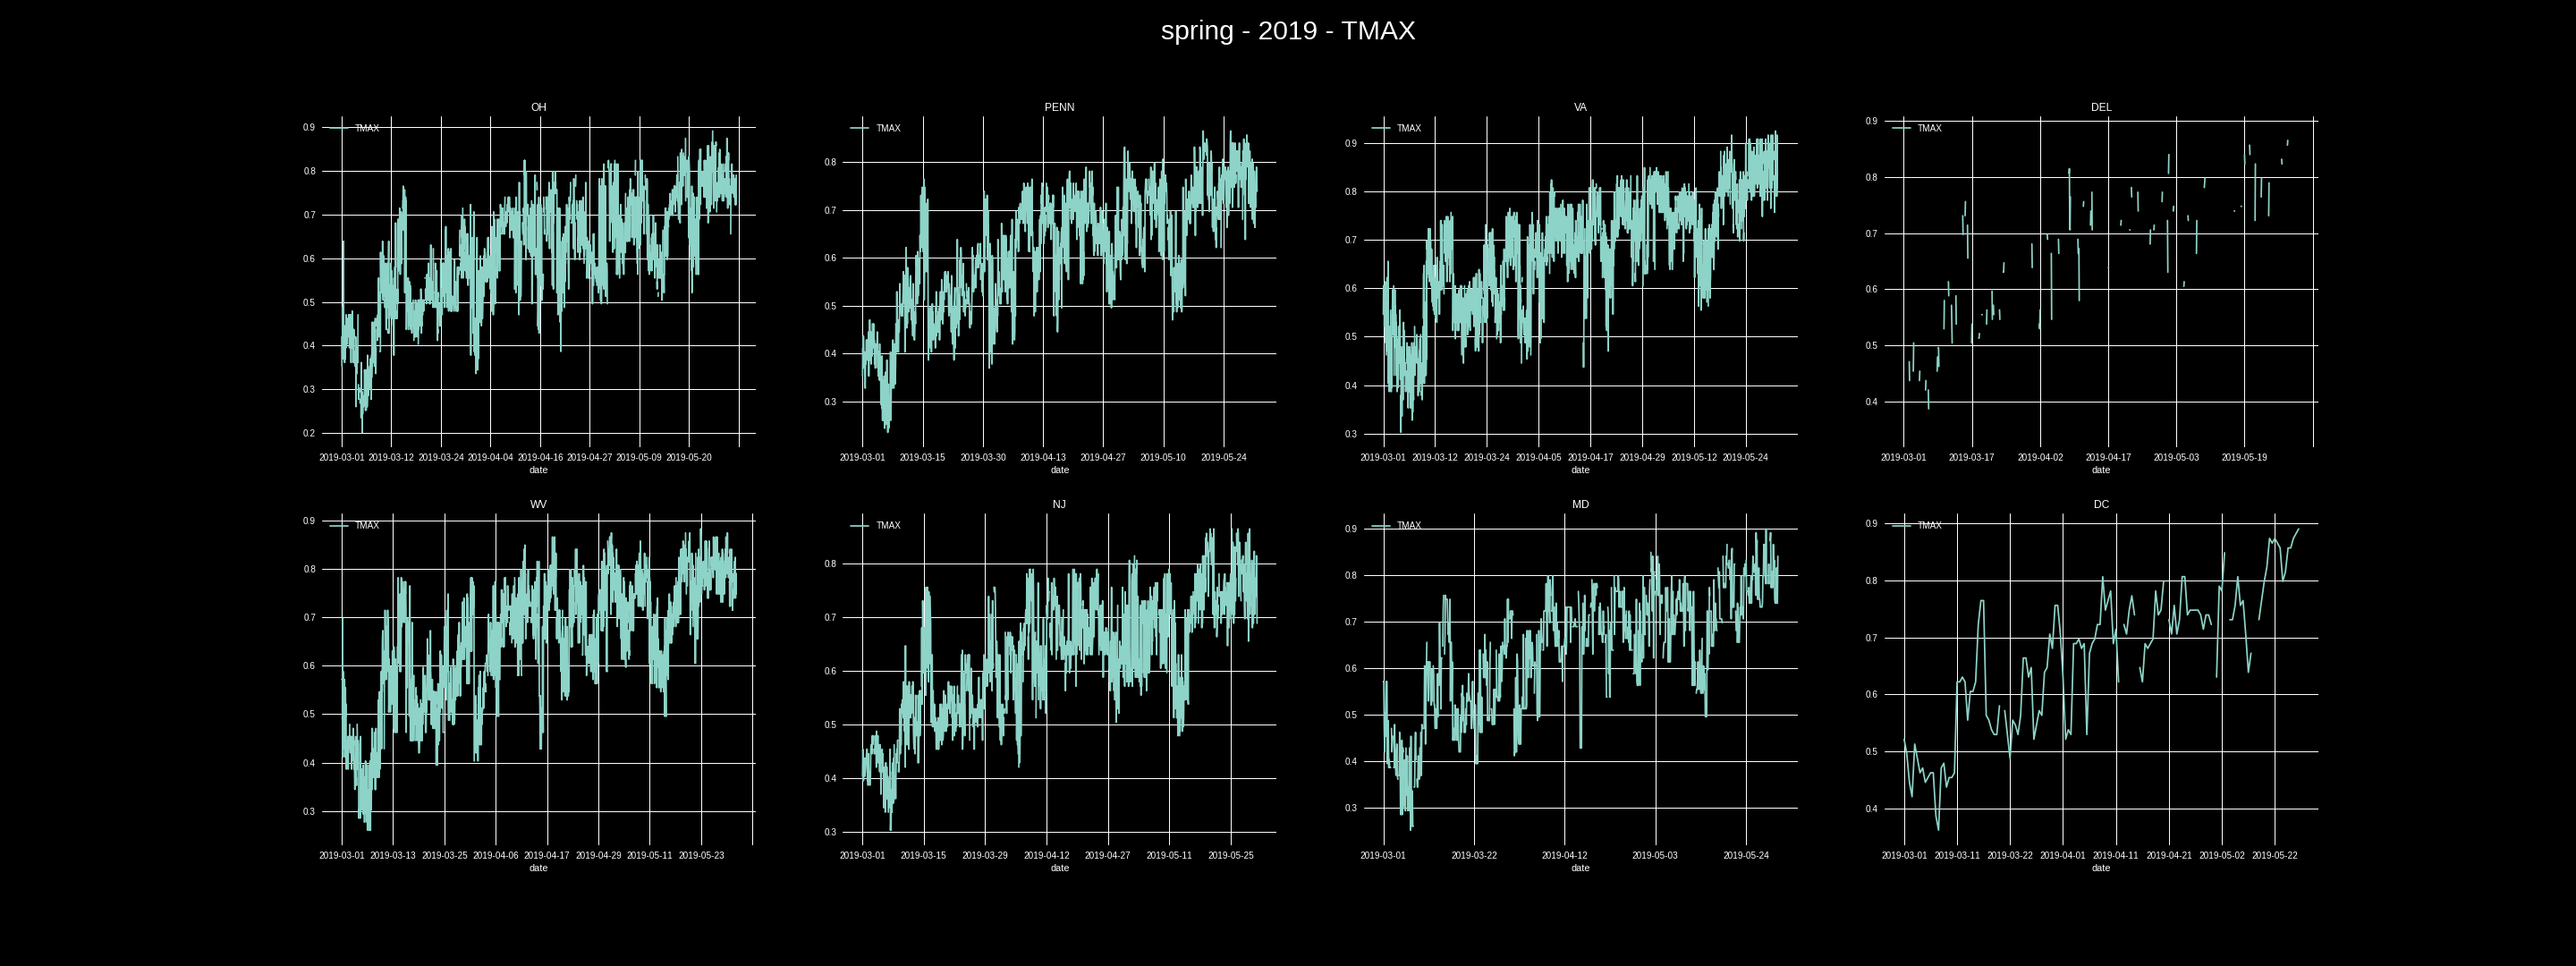 spring - 2019 - TMAX
OH
TMAX
0.9
0.8
0.7
0.6
0.5
0.4
0.3
0.2
2019-03-01 2019-03-12 2019-03-24 2019-04-04 2019-04-16 2019-04-27 2019-05-09 2019-05-20
date
PENN
TMAX
0.8
0.7
0.6
0.5
0.4
0.3
2019-03-01 2019-03-15 2019-03-30 2019-04-13 2019-04-27 2019-05-10 2019-05-24
date
VA
TMAX
0.9
0.8
0.7
0.6
0.5
0.4
0.3
2019-03-01 2019-03-12 2019-03-24 2019-04-05 2019-04-17 2019-04-29 2019-05-12 2019-05-24
date
DEL
TMAX
0.9
0.8
0.7
0.6
0.5
0.4
2019-03-01 2019-03-17 2019-04-02 2019-04-17 2019-05-03 2019-05-19
date
WV
TMAX
0.9
0.8
0.7
0.6
0.5
0.4
0.3
2019-03-01 2019-03-13 2019-03-25 2019-04-06 2019-04-17 2019-04-29 2019-05-11 2019-05-23
date
NJ
TMAX
0.8
0.7
0.6
0.5
0.4
0.3
2019-03-01 2019-03-15 2019-03-29 2019-04-12 2019-04-27 2019-05-11 2019-05-25
date
MD
TMAX
0.9
0.8
0.7
0.6
0.5
0.4
0.3
2019-03-01 2019-03-22 2019-04-12 2019-05-03 2019-05-24
date
DC
TMAX
0.9
0.8
0.7
0.6
0.5
0.4
2019-03-01 2019-03-11 2019-03-22 2019-04-01 2019-04-11 2019-04-21 2019-05-02 2019-05-22
date